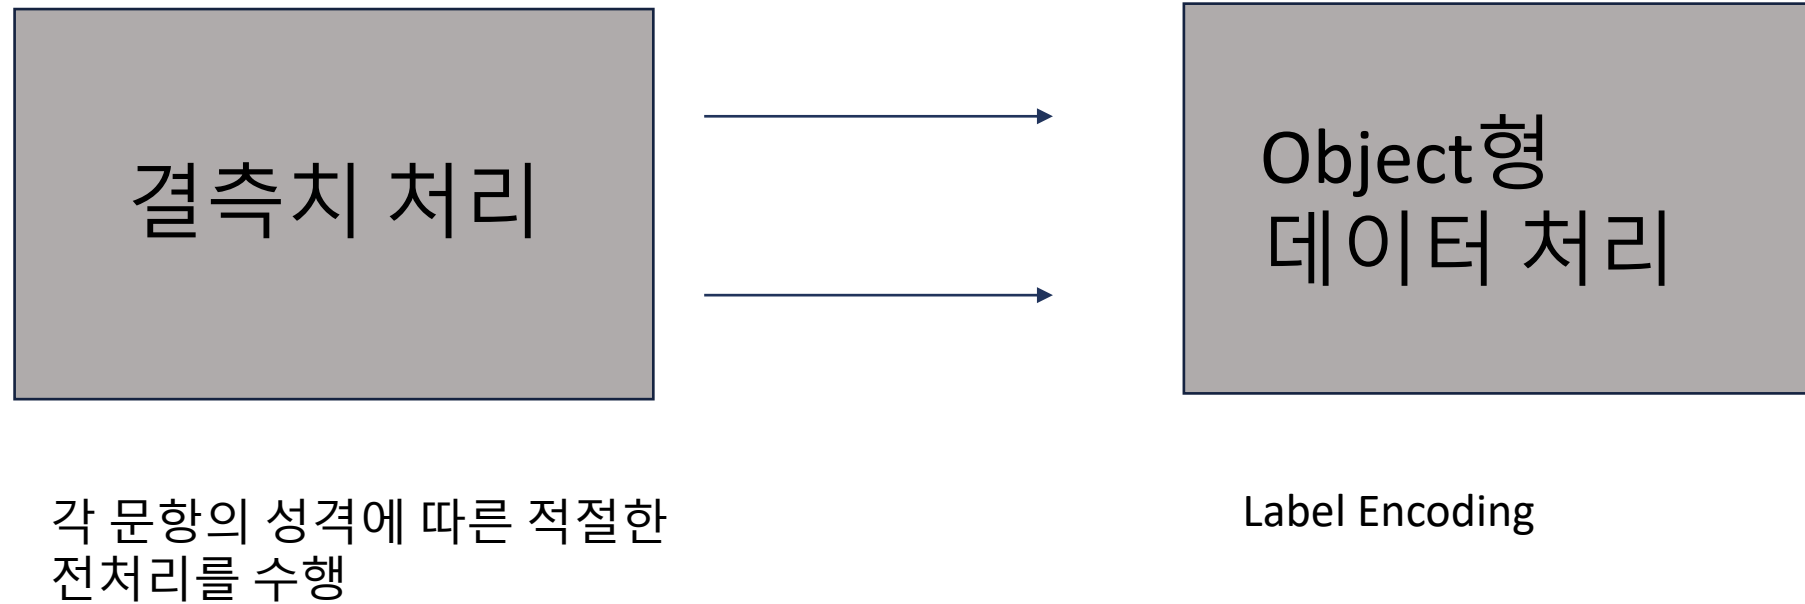 결측치 처리
Object형
데이터 처리
각 문항의 성격에 따른 적절한
전처리를 수행
Label Encoding